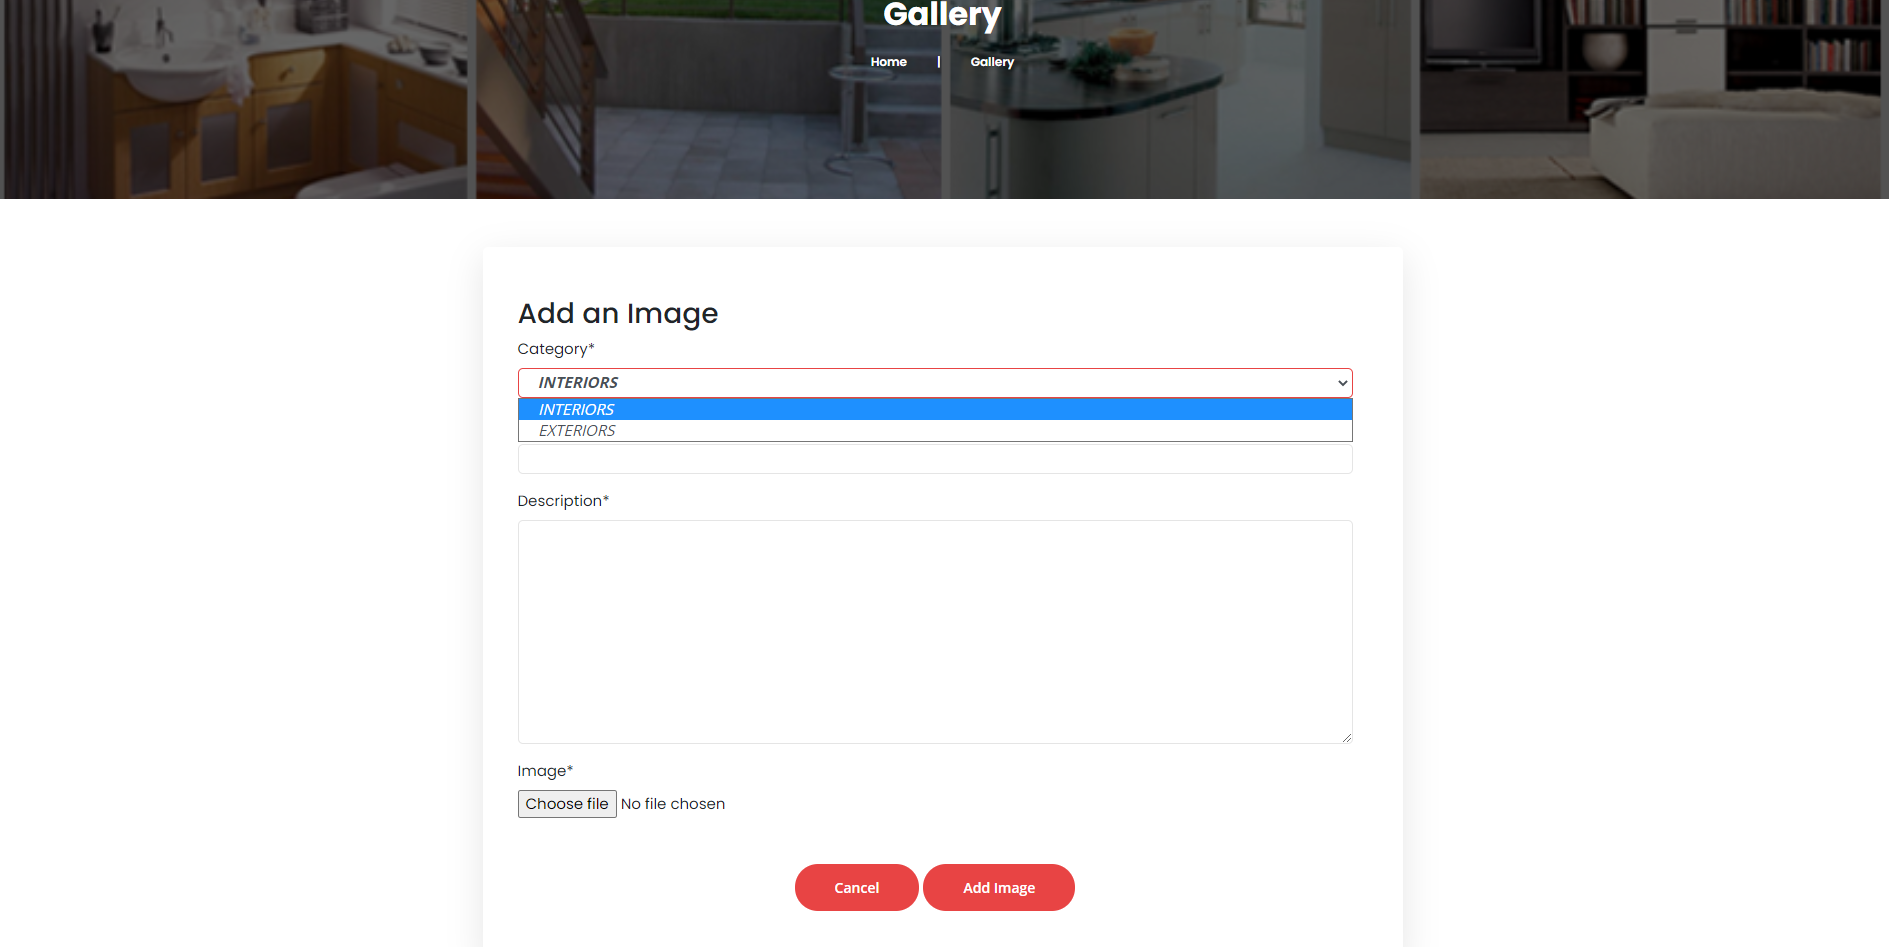 Gallery
Home | Gallery
Add an Image
Category*
INTERIORS
INTERIORS
EXTERIORS
Description*
Image*
Choose file No file chosen
Cancel Add Image